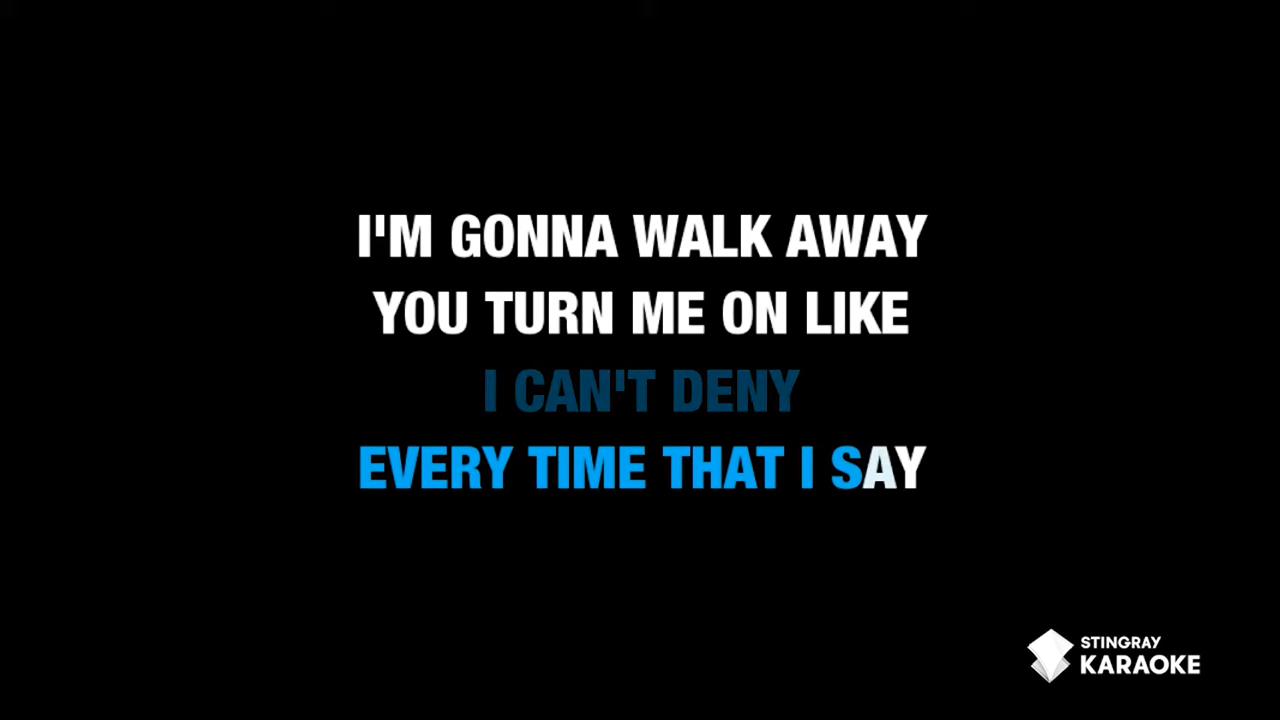 I'M GONNA WALK AWAY
YOU TURN ME ON LIKE
I CAN'T DENY
EVERY TIME THAT I SAY
STINGRAY
KARAOKE